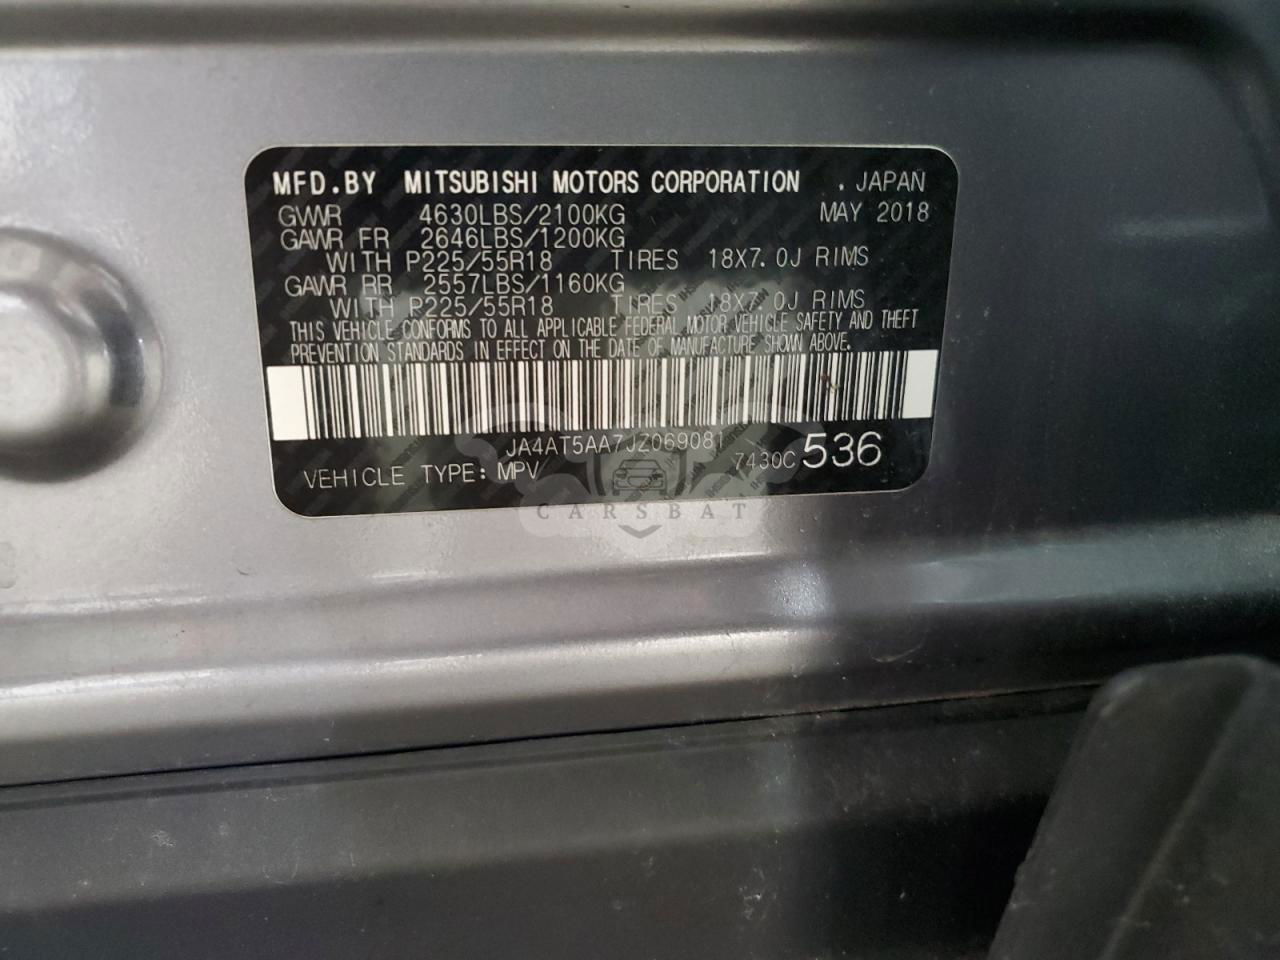 MFD.BY MITSUBISHI MOTORS CORPORATION . JAPAN
GVWR 4630LBS/2100KG MAY 2018
GAWR FR 2646LBS/1200KG
WITH P225/55R18 TIRES 18X7.0J RIMS
GAWR RR 2557LBS/1160KG
WITH P225/55R18 TIRES 18X7.0J RIMS
THIS VEHICLE CONFORMS TO ALL APPLICABLE FEDERAL MOTOR VEHICLE SAFETY AND THEFT
PREVENTION STANDARDS IN EFFECT ON THE DATE OF MANUFACTURE SHOWN ABOVE.
JA4AT5AA7JZ069081
VEHICLE TYPE: MPV 7430C 536
CARSBAT